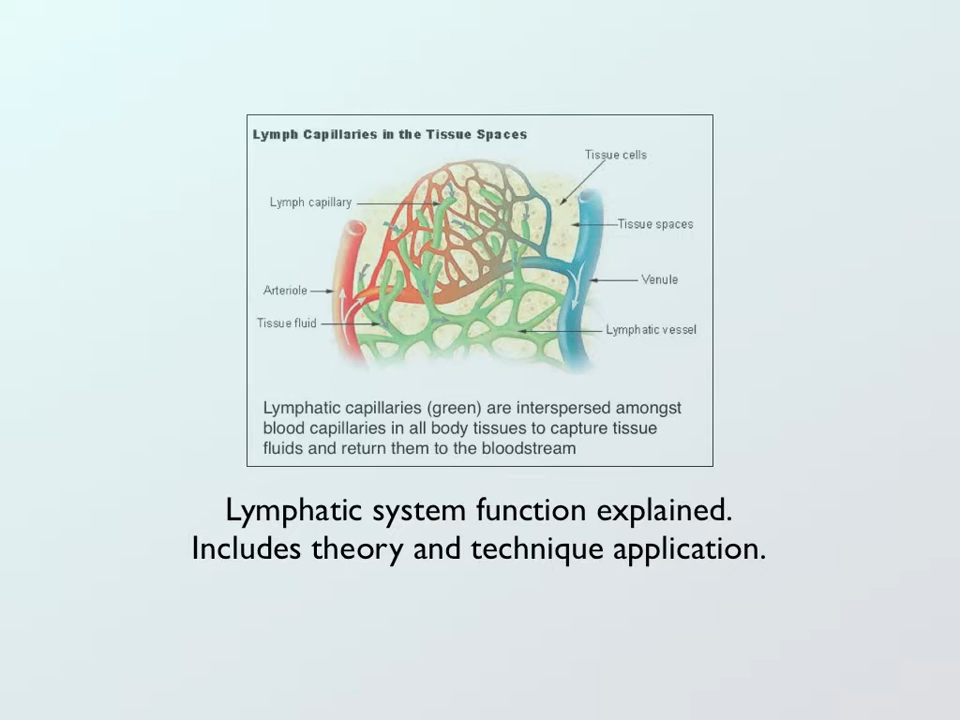 Lymph Capillaries in the Tissue Spaces
Tissue cells
Lymph capillary
Tissue spaces
Venule
Arteriole
Tissue fluid
Lymphatic vessel
Lymphatic capillaries (green) are interspersed amongst
blood capillaries in all body tissues to capture tissue
fluids and return them to the bloodstream
Lymphatic system function explained.
Includes theory and technique application.